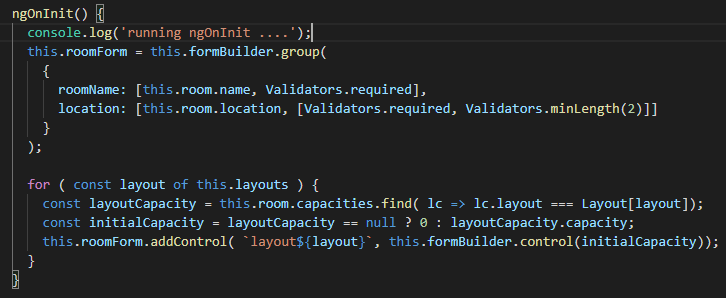 ngOnInit() {
console.log('running ngOnInit ....');
this.roomForm = this.formBuilder.group(
{
roomName: [this.room.name, Validators.required],
location: [this.room.location, [Validators.required, Validators.minLength(2)]]
}
);
for ( const layout of this.layouts ) {
const layoutCapacity = this.room.capacities.find( lc => lc.layout === Layout[layout]);
const initialCapacity = layoutCapacity == null ? 0 : layoutCapacity.capacity;
this.roomForm.addControl( `layout${layout}`, this.formBuilder.control(initialCapacity));
}
}